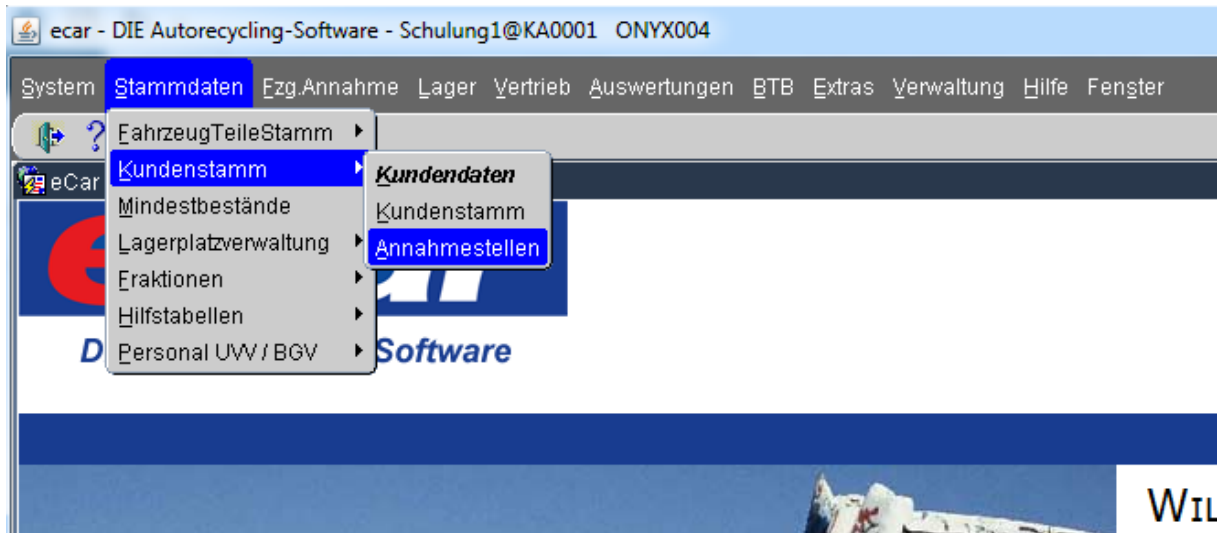 ecar - DIE Autorecycling-Software - Schulung1@KA0001 ONYX004
System Stammdaten Fzg.Annahme Lager Vertrieb Auswertungen BTB Extras Verwaltung Hilfe Fenster
?
FahrzeugTeileStamm
eCar
Kundenstamm
Mindestbestände
Lagerplatzverwaltung
Fraktionen
Hilfstabellen
Personal UVV / BGV
Kundendaten
Kundenstamm
Annahmestellen
D
Software